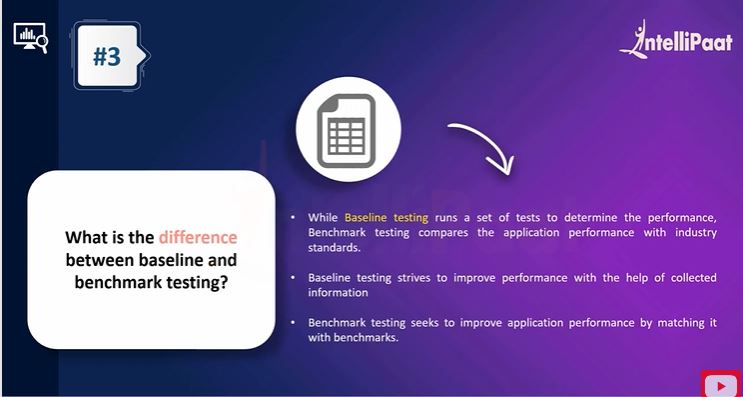 #3
IntelliPaat
What is the difference
between baseline and
benchmark testing?
• While Baseline testing runs a set of tests to determine the performance,
Benchmark testing compares the application performance with industry
standards.
• Baseline testing strives to improve performance with the help of collected
information
• Benchmark testing seeks to improve application performance by matching it
with benchmarks.